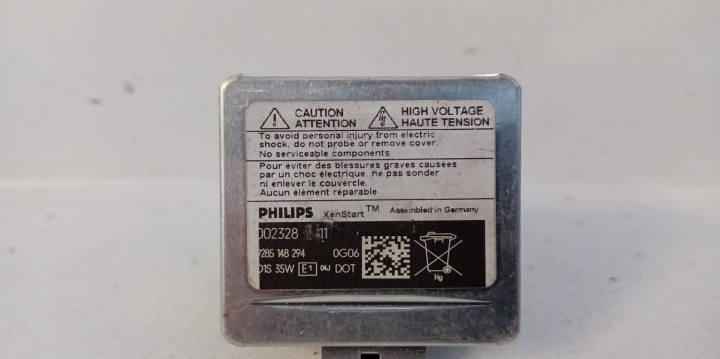 CAUTION
ATTENTION
HIGH VOLTAGE
HAUTE TENSION
To avoid personal injury from electric
shock, do not probe or remove cover.
No serviceable components
Pour éviter des blessures graves causées
par un choc électrique, ne pas sonder
ni enlever le couvercle.
Aucun élément réparable
PHILIPS XenStart TM Assembled in Germany
002328
9285 148 294 0G06
D1S 35W E1 DOT
Hg